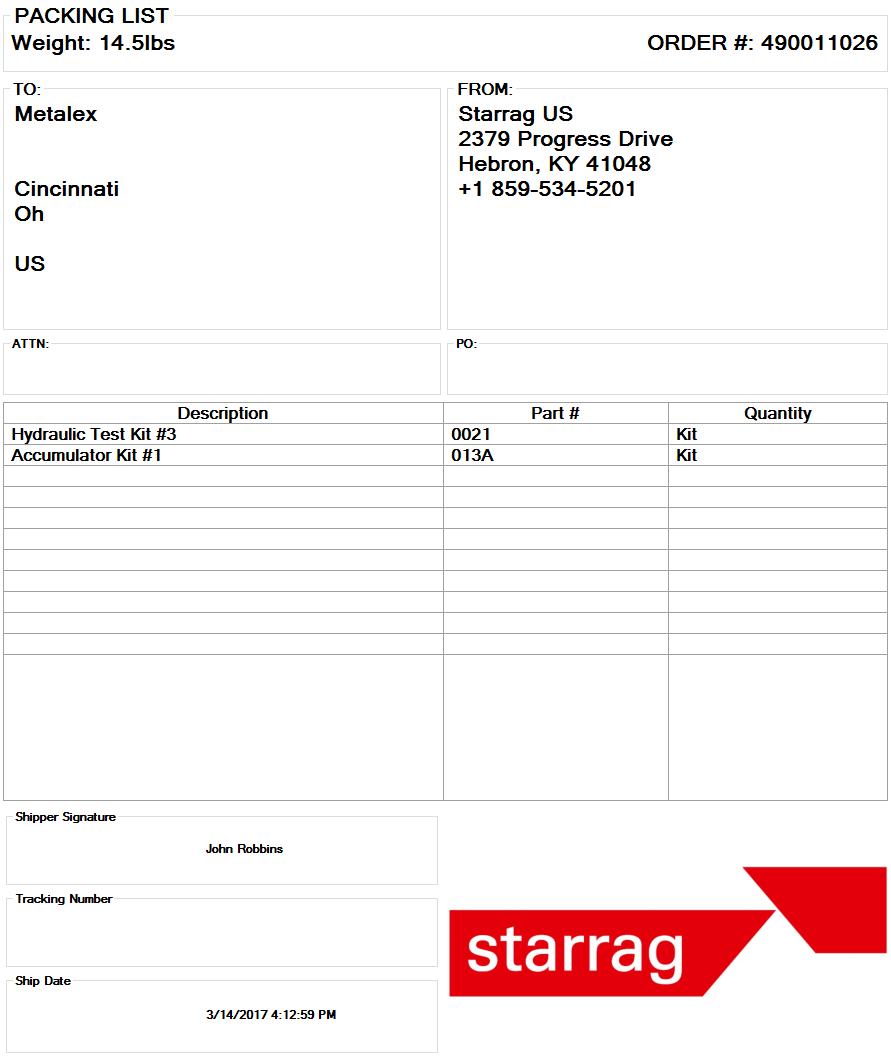 PACKING LIST
Weight: 14.5lbs
ORDER #: 490011026
TO:
Metalex
Cincinnati
Oh
US
FROM:
Starrag US
2379 Progress Drive
Hebron, KY 41048
+1 859-534-5201
ATTN:
PO:
Description Part # Quantity
Hydraulic Test Kit #3 0021 Kit
Accumulator Kit #1 013A Kit
Shipper Signature
John Robbins
Tracking Number
Ship Date
3/14/2017 4:12:59 PM
starrag